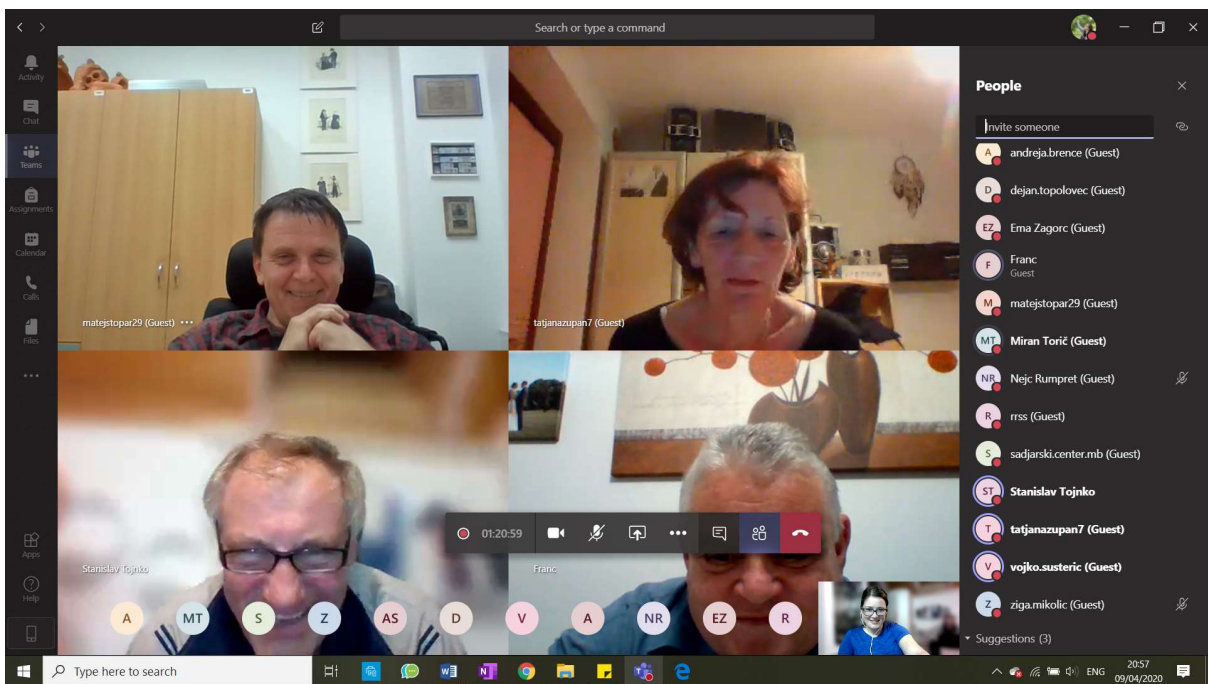 Search or type a command
Activity
Chat
Teams
Assignments
Calendar
Calls
Files
Apps
Help
matejstopar29 (Guest)
tatjanazupan7 (Guest)
Stanislav Tojnko
Franc
01:20:59
A
MT
S
Z
AS
D
V
A
NR
EZ
R
People
Invite someone
A andreja.brence (Guest)
D dejan.topolovec (Guest)
EZ Ema Zagorc (Guest)
F Franc
Guest
M matejstopar29 (Guest)
MT Miran Torič (Guest)
NR Nejc Rumpret (Guest)
R rrss (Guest)
S sadjarski.center.mb (Guest)
ST Stanislav Tojnko
T tatjanazupan7 (Guest)
V vojko.susteric (Guest)
Z ziga.mikolic (Guest)
Suggestions (3)
Type here to search
ENG
20:57
09/04/2020